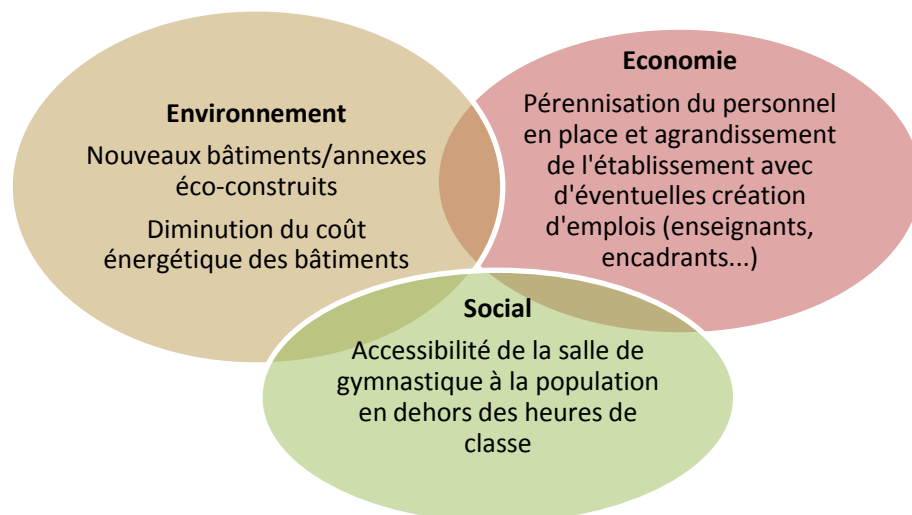 Environnement
Nouveaux bâtiments/annexes
éco-construits
Diminution du coût
énergétique des bâtiments
Economie
Pérennisation du personnel
en place et agrandissement
de l'établissement avec
d'éventuelles création
d'emplois (enseignants,
encadrants...)
Social
Accessibilité de la salle de
gymnastique à la population
en dehors des heures de
classe